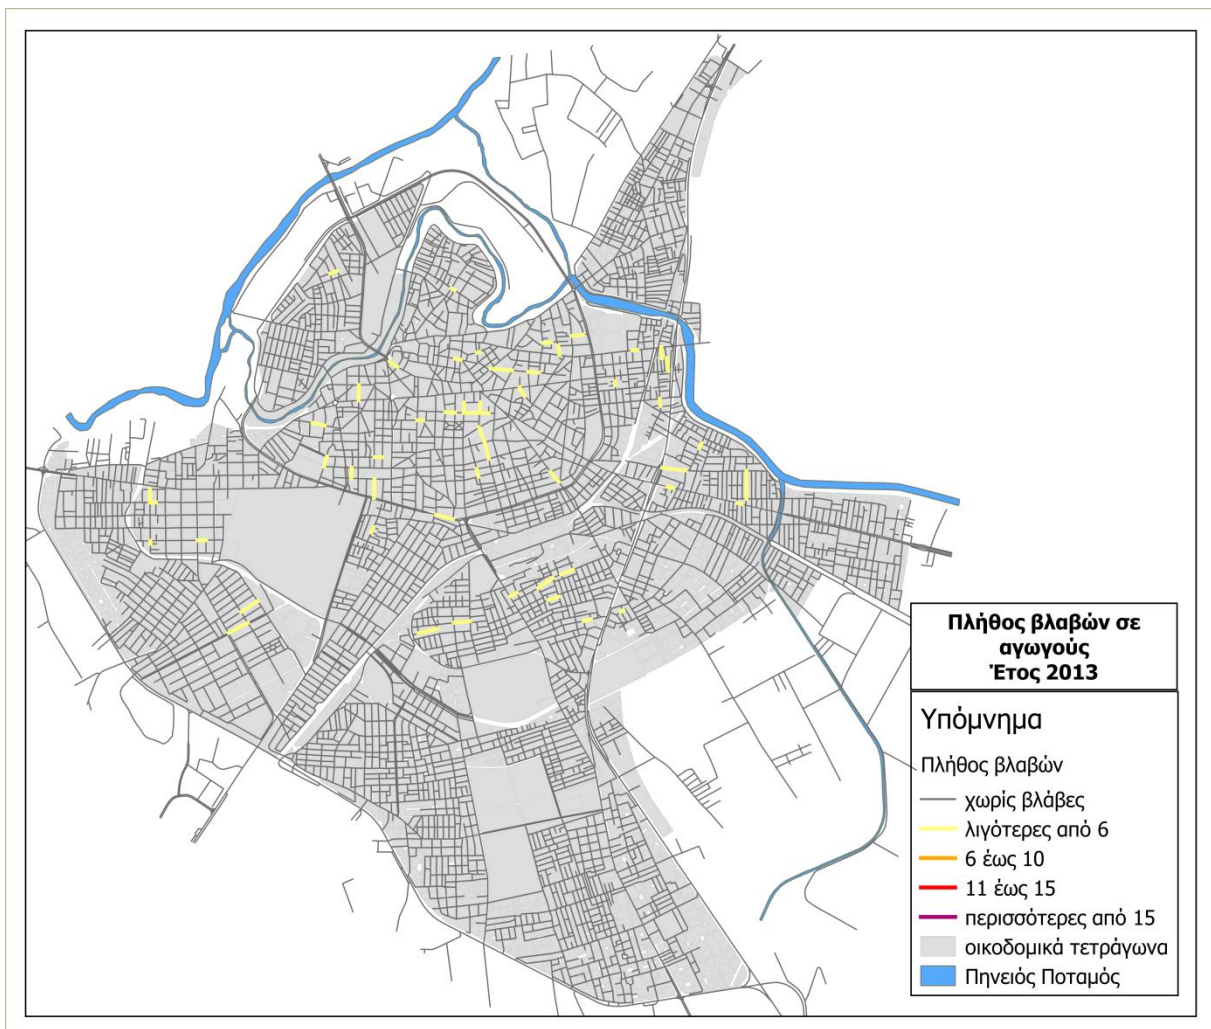 Πλήθος βλαβών σε
αγωγούς
Έτος 2013
Υπόμνημα
Πλήθος βλαβών
χωρίς βλάβες
λιγότερες από 6
6 έως 10
11 έως 15
περισσότερες από 15
οικοδομικά τετράγωνα
Πηνειός Ποταμός